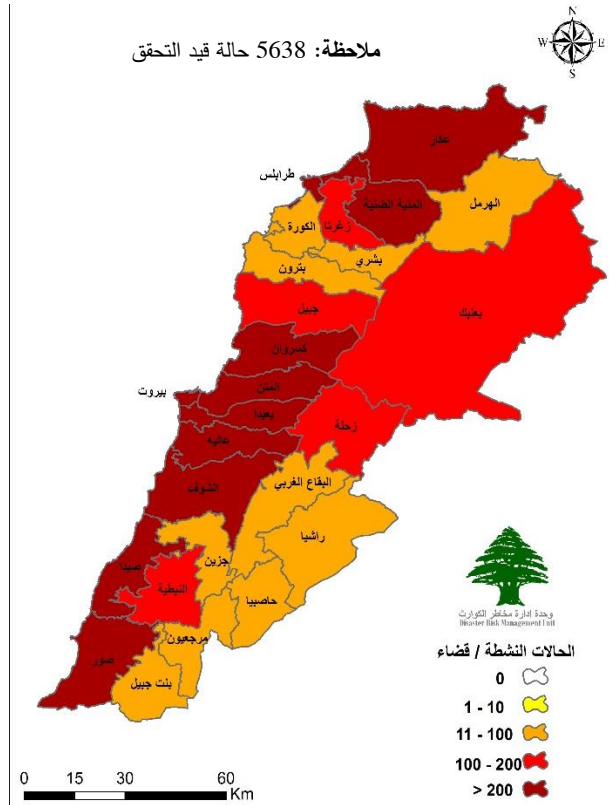 N
W E
S
ملاحظة: 5638 حالة قيد التحقق
عكار
طرابلس
المنية الضنية
الهرمل
زغرتا
الكورة
بشري
بترون
بعلبك
جبيل
كسروان
المتن
بيروت
بعبدا
زحلة
عاليه
البقاع الغربي
الشوف
راشيا
جزين
صيدا
النبطية
حاصبيا
مرجعيون
صور
بنت جبيل
وحدة إدارة مخاطر الكوارث
Disaster Risk Management Unit
الحالات النشطة / قضاء
0
1 - 10
11 - 100
100 - 200
> 200
0 15 30 60
Km